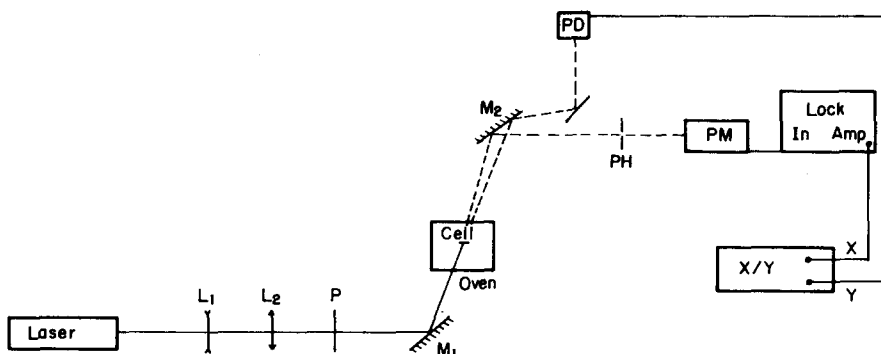 PD
M2
Lock
In Amp
PM
PH
Cell
Oven
X
X/Y
Y
L1
L2
P
Laser
M1